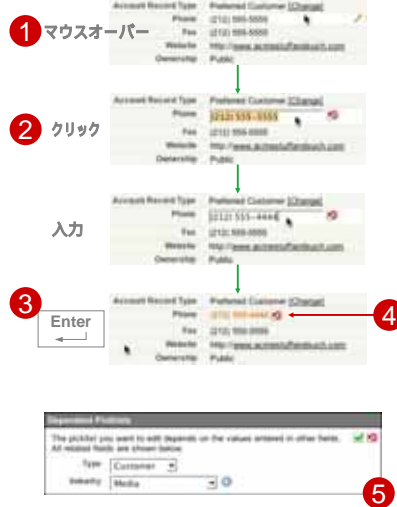 Account Record Type Preferred Customer [Change]
1 マウスオーバー
Phone (212) 555-5555
Fax (212) 555-5555
Website http://www.acmestuffandsuch.com
Ownership Public
Account Record Type Preferred Customer [Change]
2 クリック
Phone (212) 555-5555
Fax (212) 555-5555
Website http://www.acmestuffandsuch.com
Ownership Public
Account Record Type Preferred Customer [Change]
入力
Phone (212) 555-4444
Fax (212) 555-5555
Website http://www.acmestuffandsuch.com
Ownership Public
3
Enter
Account Record Type Preferred Customer [Change]
Phone (212) 555-4444
4
Fax (212) 555-5555
Website http://www.acmestuffandsuch.com
Ownership Public
Dependent Picklists
The picklist you want to edit depends on the values entered in other fields.
All related fields are shown below.
Type Customer
Industry Media
5